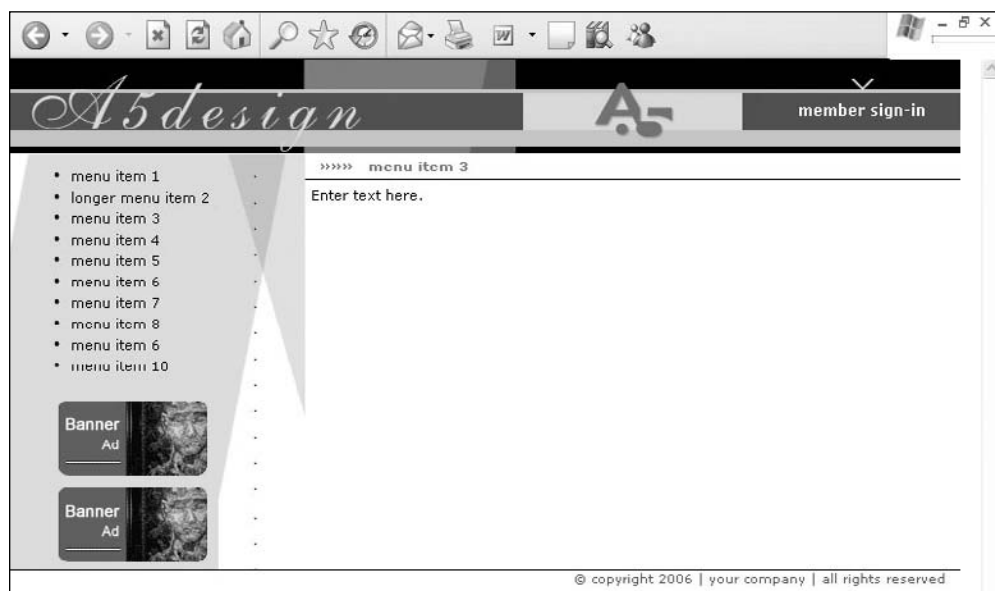 A5design
A5
member sign-in
»»»» menu item 3
• menu item 1
• longer menu item 2
• menu item 3
• menu item 4
• menu item 5
• menu item 6
• menu item 7
• menu item 8
• menu item 6
• menu item 10
Enter text here.
Banner
Ad
Banner
Ad
© copyright 2006 | your company | all rights reserved